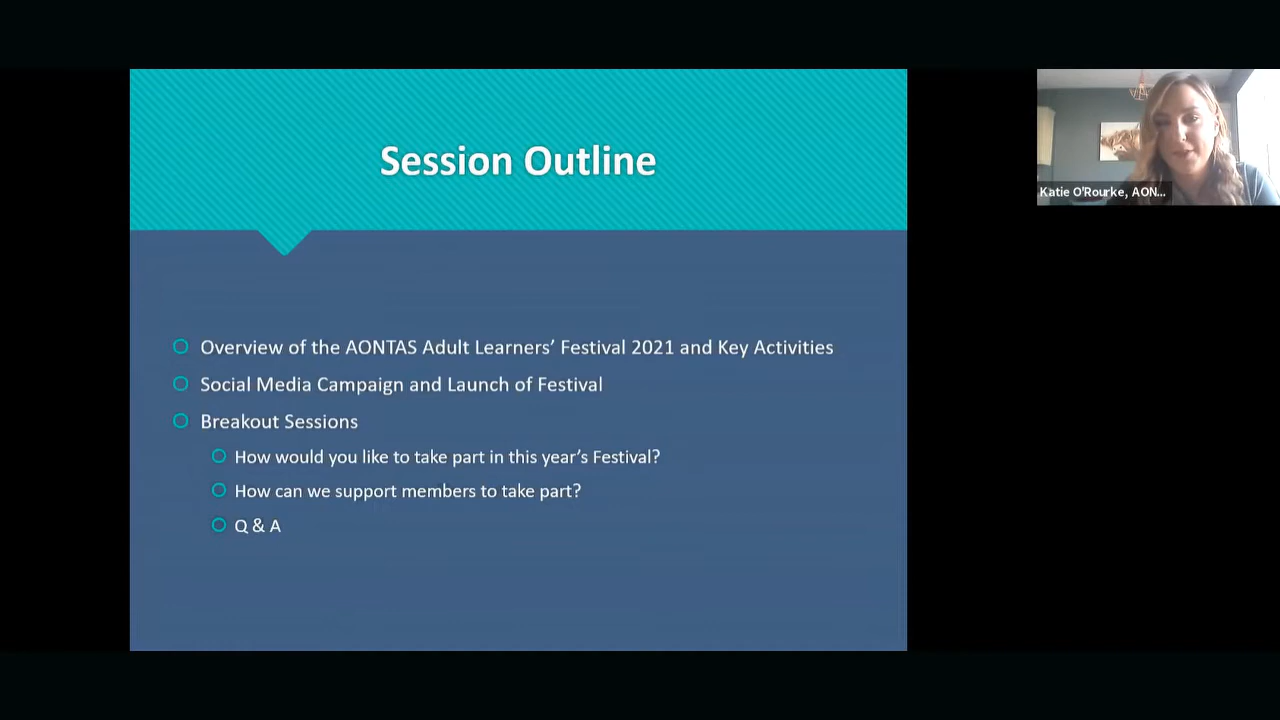 Session Outline
Overview of the AONTAS Adult Learners’ Festival 2021 and Key Activities
Social Media Campaign and Launch of Festival
Breakout Sessions
How would you like to take part in this year’s Festival?
How can we support members to take part?
Q & A
Katie O'Rourke, AON...